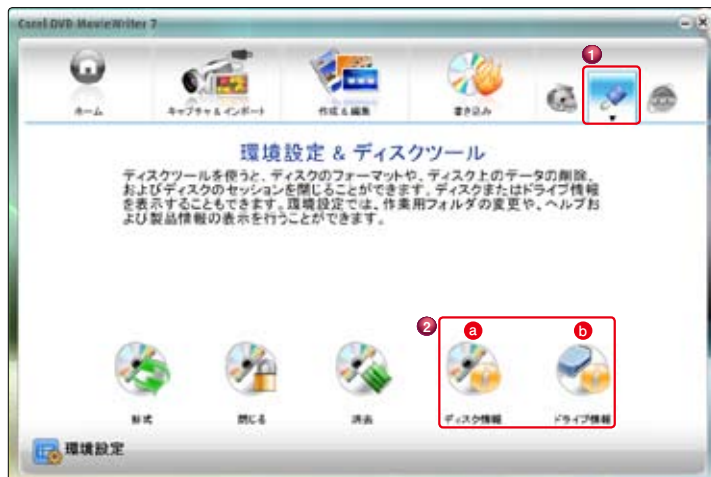 Corel DVD MovieWriter 7
1
ホーム
キャプチャ & インポート
作成 & 編集
書き込み
環境設定 & ディスクツール
ディスクツールを使うと、ディスクのフォーマットや、ディスク上のデータの削除、
およびディスクのセッションを閉じることができます。ディスクまたはドライブ情報
を表示することもできます。環境設定では、作業用フォルダの変更や、ヘルプお
よび製品情報の表示を行うことができます。
2
a
b
形式
閉じる
消去
ディスク情報
ドライブ情報
環境設定